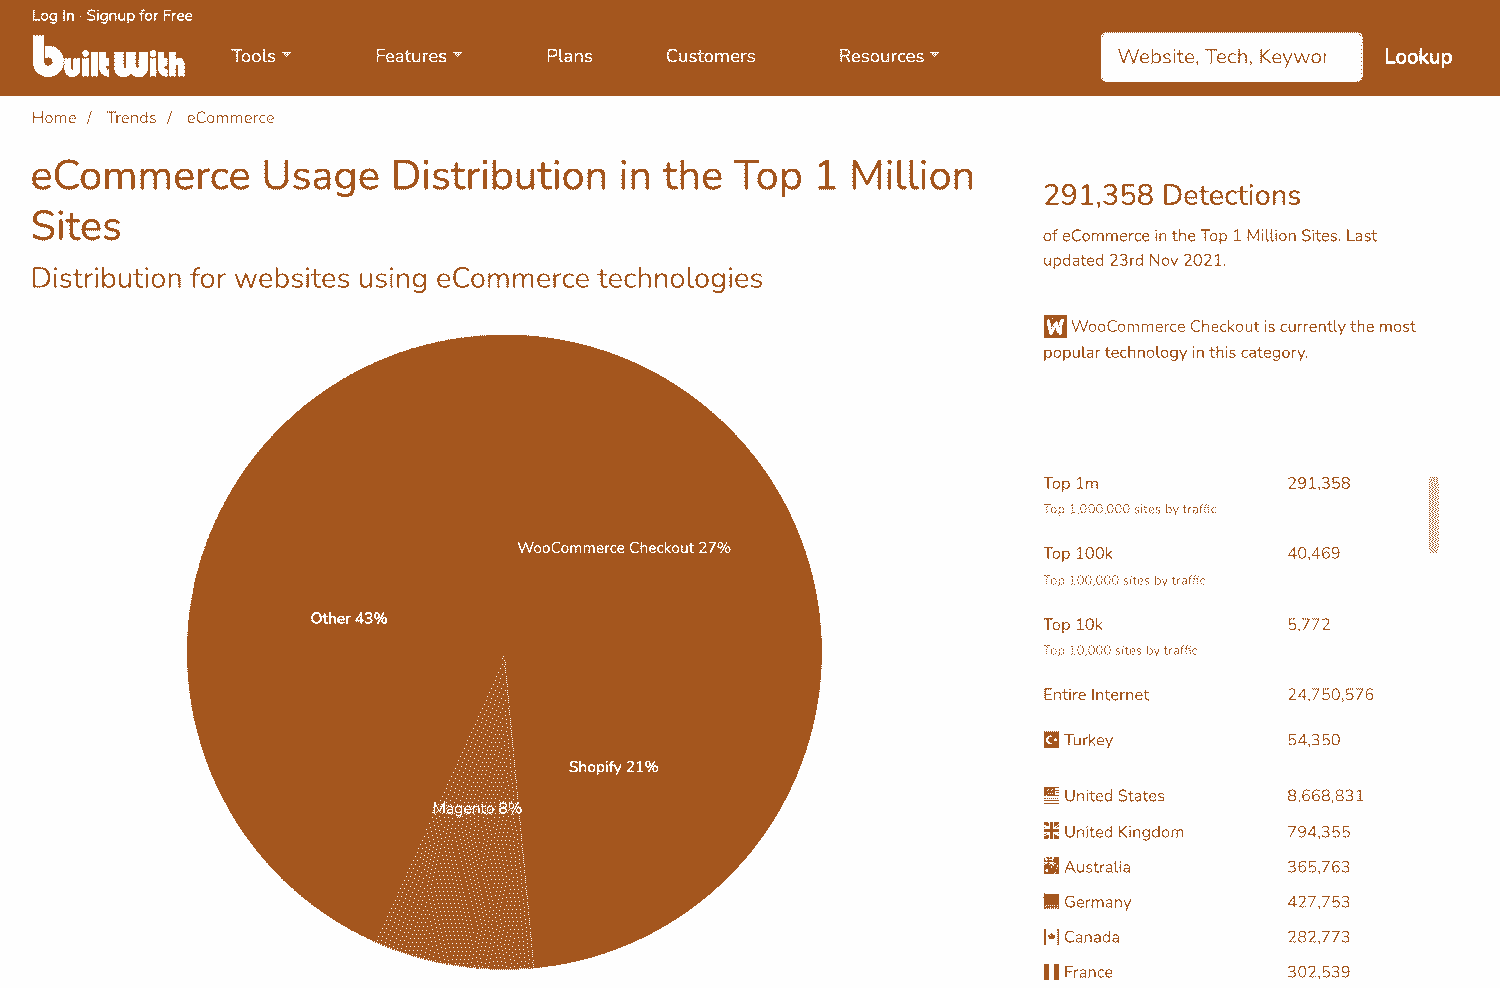 Log In · Signup for Free
builtwith
Tools
Features
Plans
Customers
Resources
Website, Tech, Keywor
Lookup
Home / Trends / eCommerce
eCommerce Usage Distribution in the Top 1 Million
Sites
Distribution for websites using eCommerce technologies
WooCommerce Checkout 27%
Other 43%
Shopify 21%
Magento 8%
291,358 Detections
of eCommerce in the Top 1 Million Sites. Last
updated 23rd Nov 2021.
WooCommerce Checkout is currently the most
popular technology in this category.
Top 1m 291,358
Top 1,000,000 sites by traffic
Top 100k 40,469
Top 100,000 sites by traffic
Top 10k 5,772
Top 10,000 sites by traffic
Entire Internet 24,750,576
Turkey 54,350
United States 8,668,831
United Kingdom 794,355
Australia 365,763
Germany 427,753
Canada 282,773
France 302,539